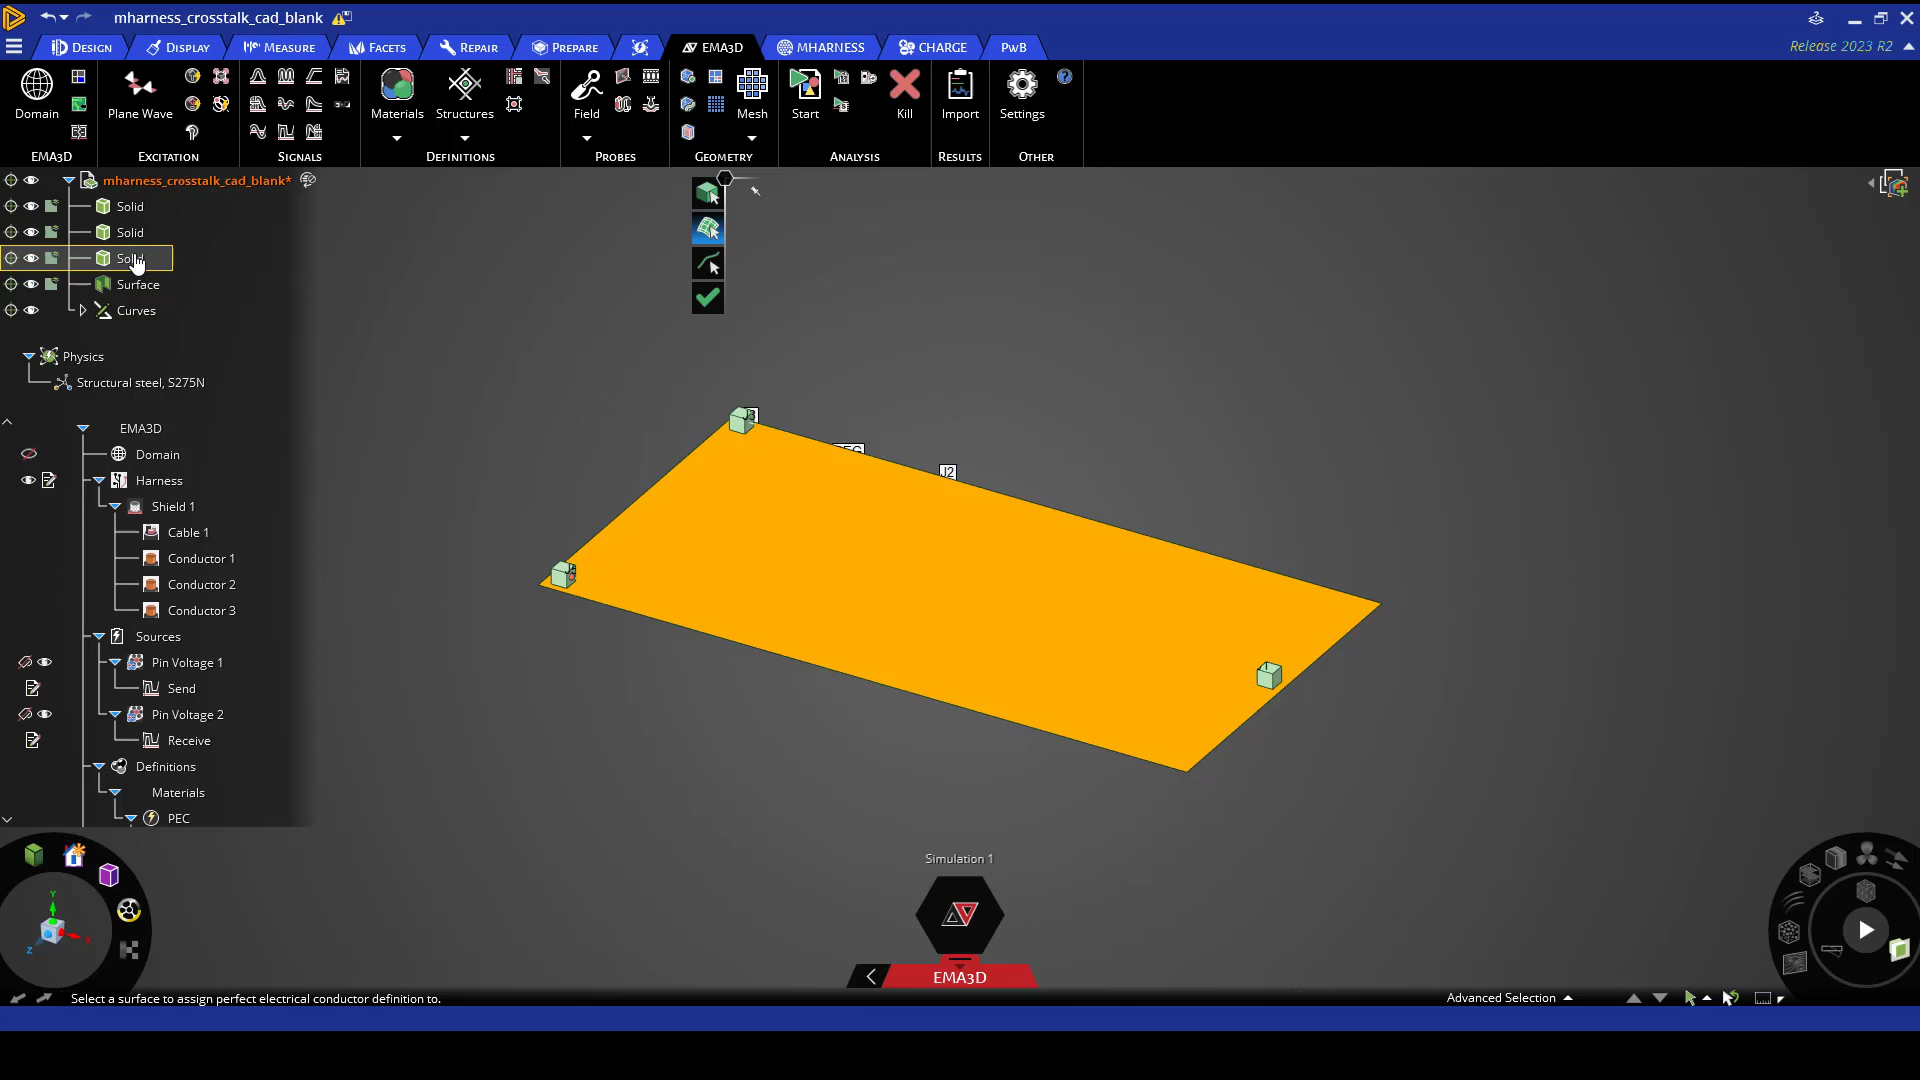 mharness_crosstalk_cad_blank
DESIGN
DISPLAY
MEASURE
FACETS
REPAIR
PREPARE
EMA3D
MHARNESS
CHARGE
PWB
Release 2023 R2
Domain
Plane Wave
Materials
Structures
Field
Mesh
Start
Kill
Import
Settings
EMA3D
EXCITATION
SIGNALS
DEFINITIONS
PROBES
GEOMETRY
ANALYSIS
RESULTS
OTHER
mharness_crosstalk_cad_blank*
Solid
Solid
Solid
Surface
Curves
Physics
Structural steel, S275N
EMA3D
Domain
Harness
Shield 1
Cable 1
Conductor 1
Conductor 2
Conductor 3
Sources
Pin Voltage 1
Send
Pin Voltage 2
Receive
Definitions
Materials
PEC
J2
Y
X
Z
Simulation 1
EMA3D
Select a surface to assign perfect electrical conductor definition to.
Advanced Selection